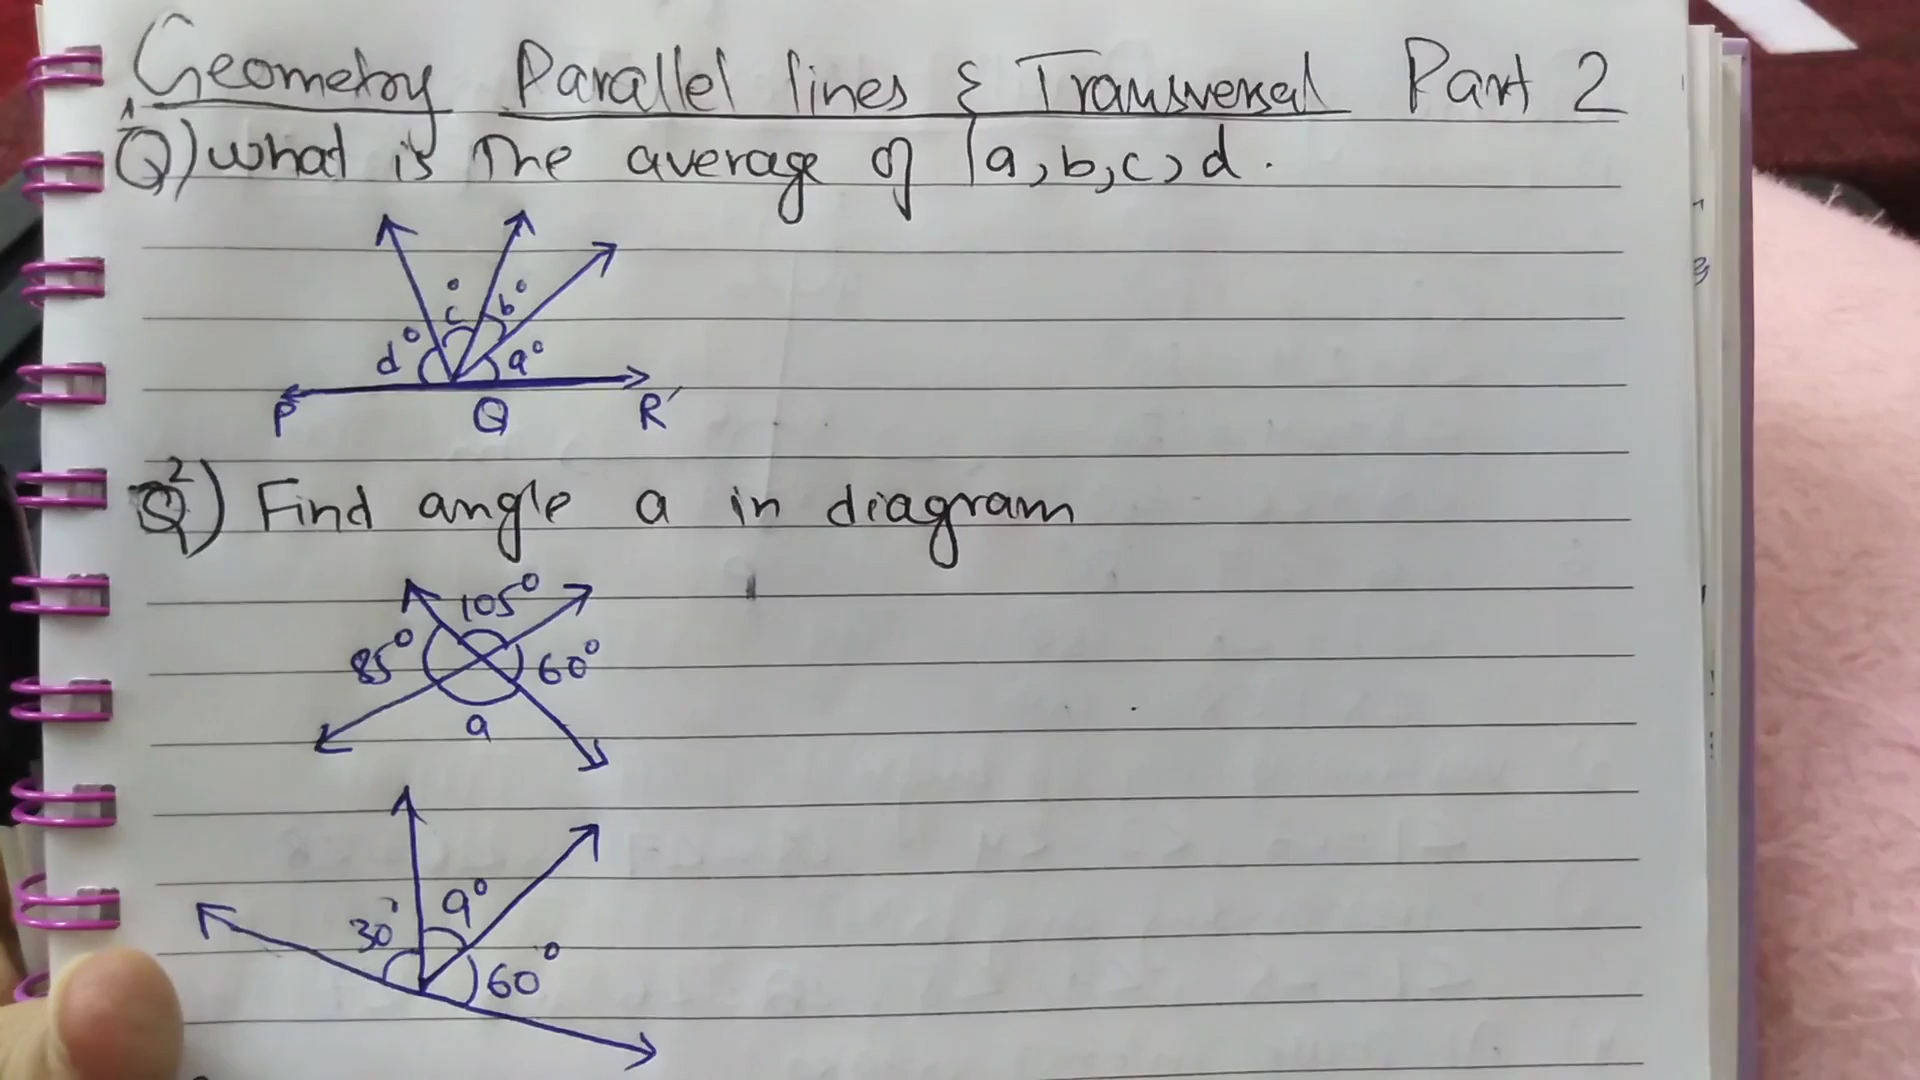 Geometry Parallel lines & Transversal Part 2
1
Q) what is The average of a, b, c, d.
c° b°
d° a°
P Q R
Q2) Find angle a in diagram
105°
85° 60°
a
30° a°
60°